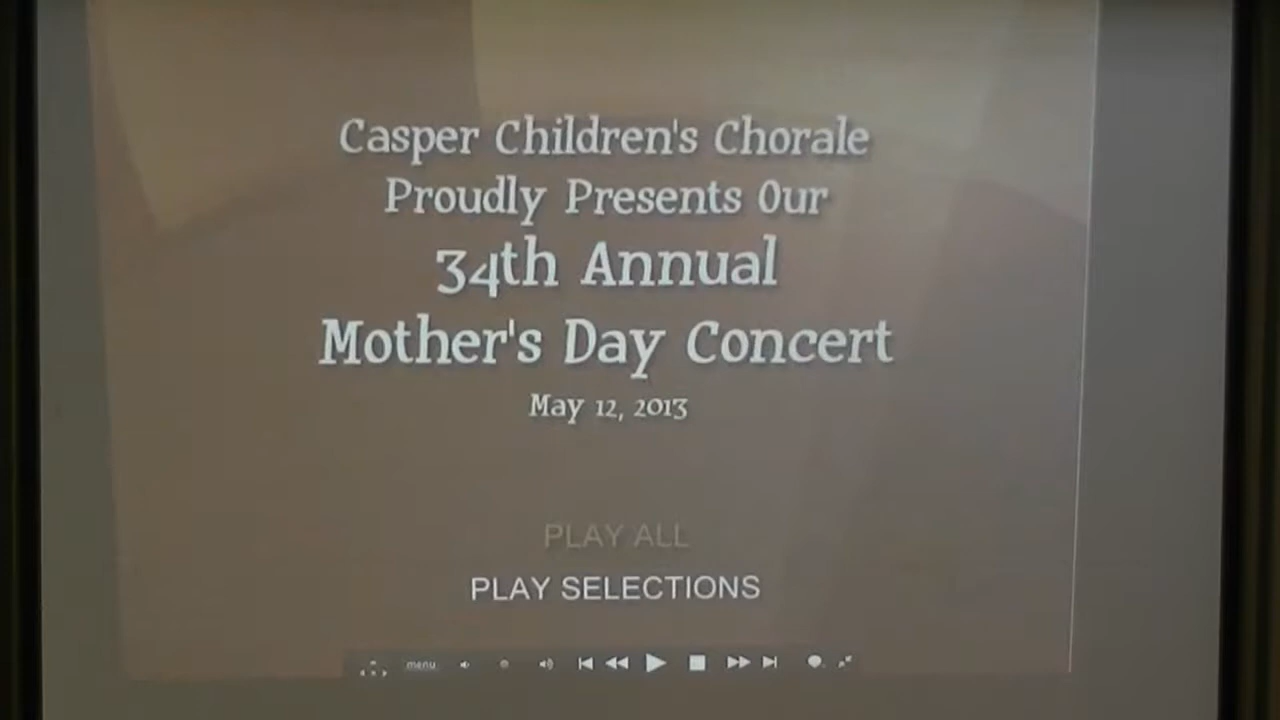 Casper Children's Chorale
Proudly Presents Our
34th Annual
Mother's Day Concert
May 12, 2013
PLAY ALL
PLAY SELECTIONS
menu